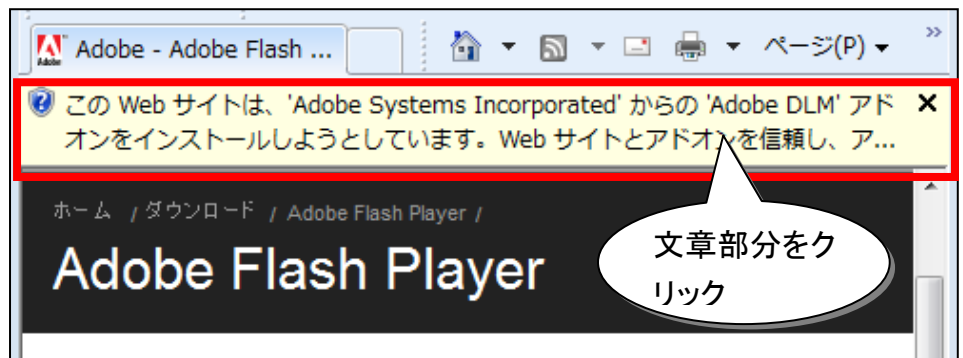 Adobe - Adobe Flash ...
ページ(P)
この Web サイトは、'Adobe Systems Incorporated' からの 'Adobe DLM' アド
オンをインストールしようとしています。Web サイトとアドオンを信頼し、ア...
ホーム / ダウンロード / Adobe Flash Player /
Adobe Flash Player
文章部分をク
リック